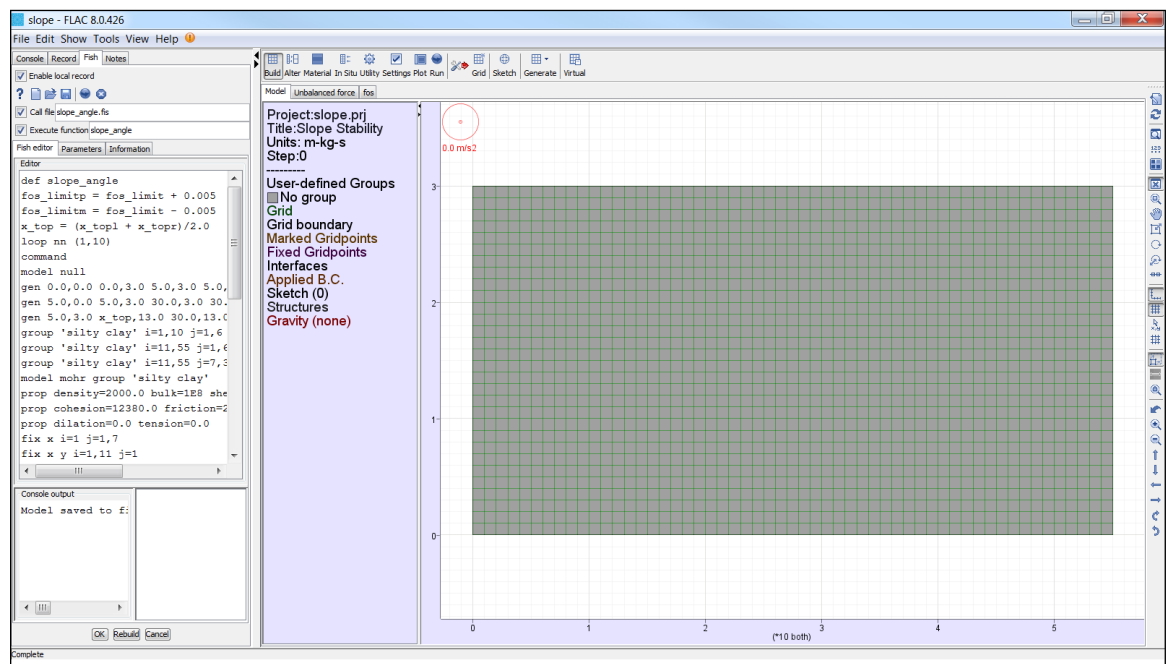 slope - FLAC 8.0.426
File Edit Show Tools View Help
Console Record Fish Notes
Enable local record
Call file slope_angle.fis
Execute function slope_angle
Fish editor Parameters Information
Editor
def slope_angle
fos_limitp = fos_limit + 0.005
fos_limitm = fos_limit - 0.005
x_top = (x_topl + x_topr)/2.0
loop nn (1,10)
command
model null
gen 0.0,0.0 0.0,3.0 5.0,3.0 5.0,
gen 5.0,0.0 5.0,3.0 30.0,3.0 30.
gen 5.0,3.0 x_top,13.0 30.0,13.0
group 'silty clay' i=1,10 j=1,6
group 'silty clay' i=11,55 j=1,6
group 'silty clay' i=11,55 j=7,3
model mohr group 'silty clay'
prop density=2000.0 bulk=1E8 she
prop cohesion=12380.0 friction=2
prop dilation=0.0 tension=0.0
fix x i=1 j=1,7
fix x y i=1,11 j=1
Console output
Model saved to f:
OK Rebuild Cancel
Complete
Build Alter Material In Situ Utility Settings Plot Run Grid Sketch Generate Virtual
Model Unbalanced force fos
Project:slope.prj
Title:Slope Stability
Units: m-kg-s
Step:0
---------
User-defined Groups
No group
Grid
Grid boundary
Marked Gridpoints
Fixed Gridpoints
Interfaces
Applied B.C.
Sketch (0)
Structures
Gravity (none)
0.0 m/s2
3
2
1
0
0 1 2 3 4 5
(*10 both)